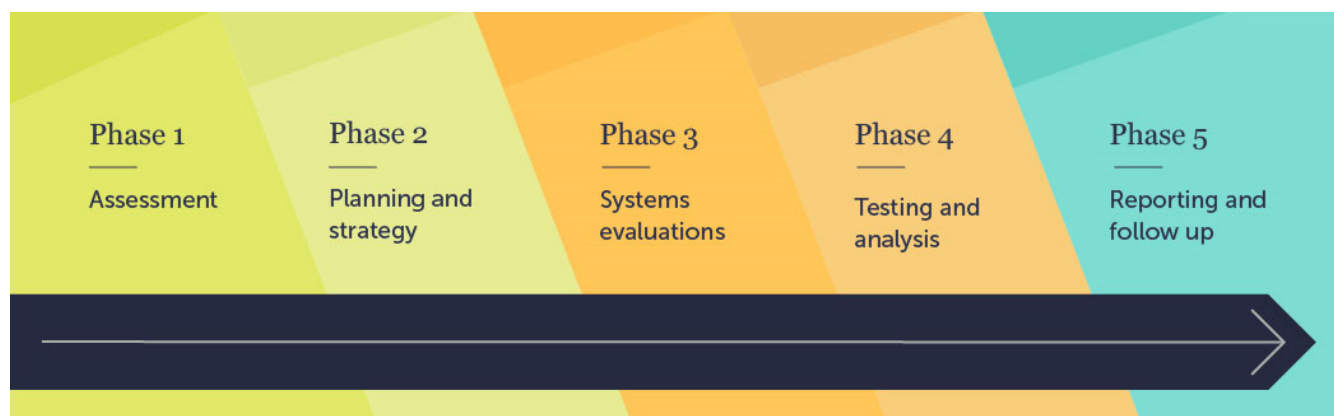 Phase 1
Assessment
Phase 2
Planning and
strategy
Phase 3
Systems
evaluations
Phase 4
Testing and
analysis
Phase 5
Reporting and
follow up